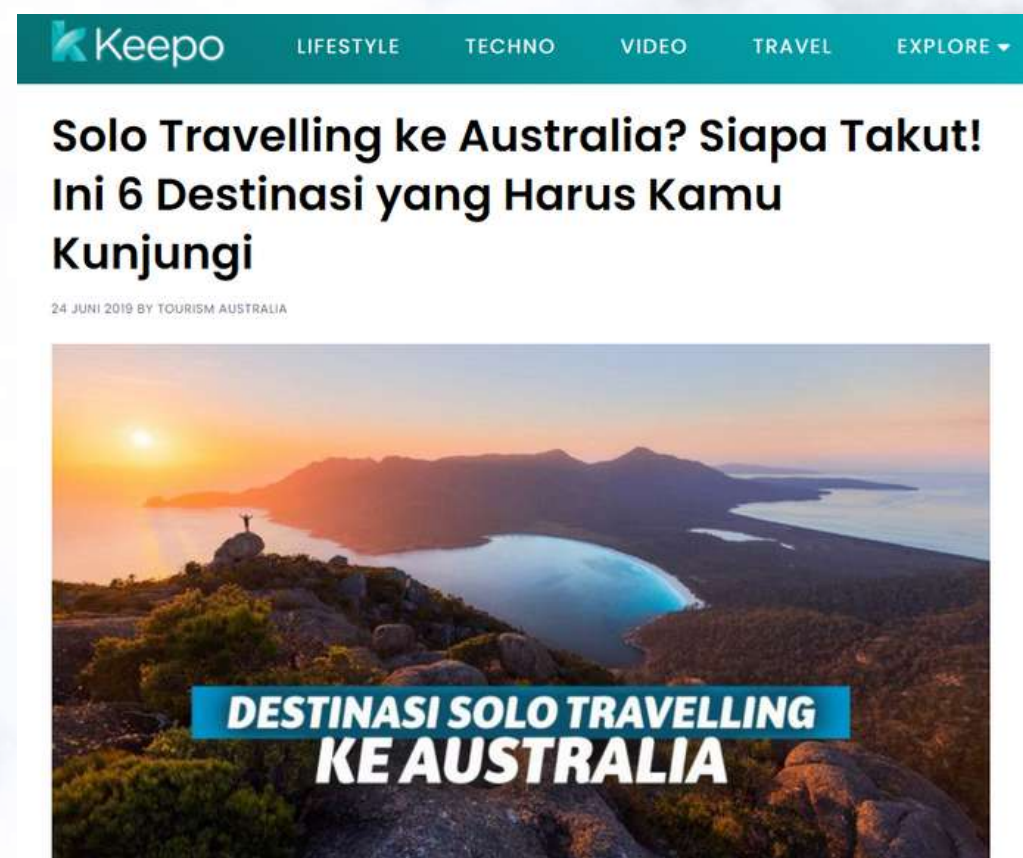 Keepo LIFESTYLE TECHNO VIDEO TRAVEL EXPLORE
Solo Travelling ke Australia? Siapa Takut!
Ini 6 Destinasi yang Harus Kamu
Kunjungi
24 JUNI 2019 BY TOURISM AUSTRALIA
DESTINASI SOLO TRAVELLING
KE AUSTRALIA